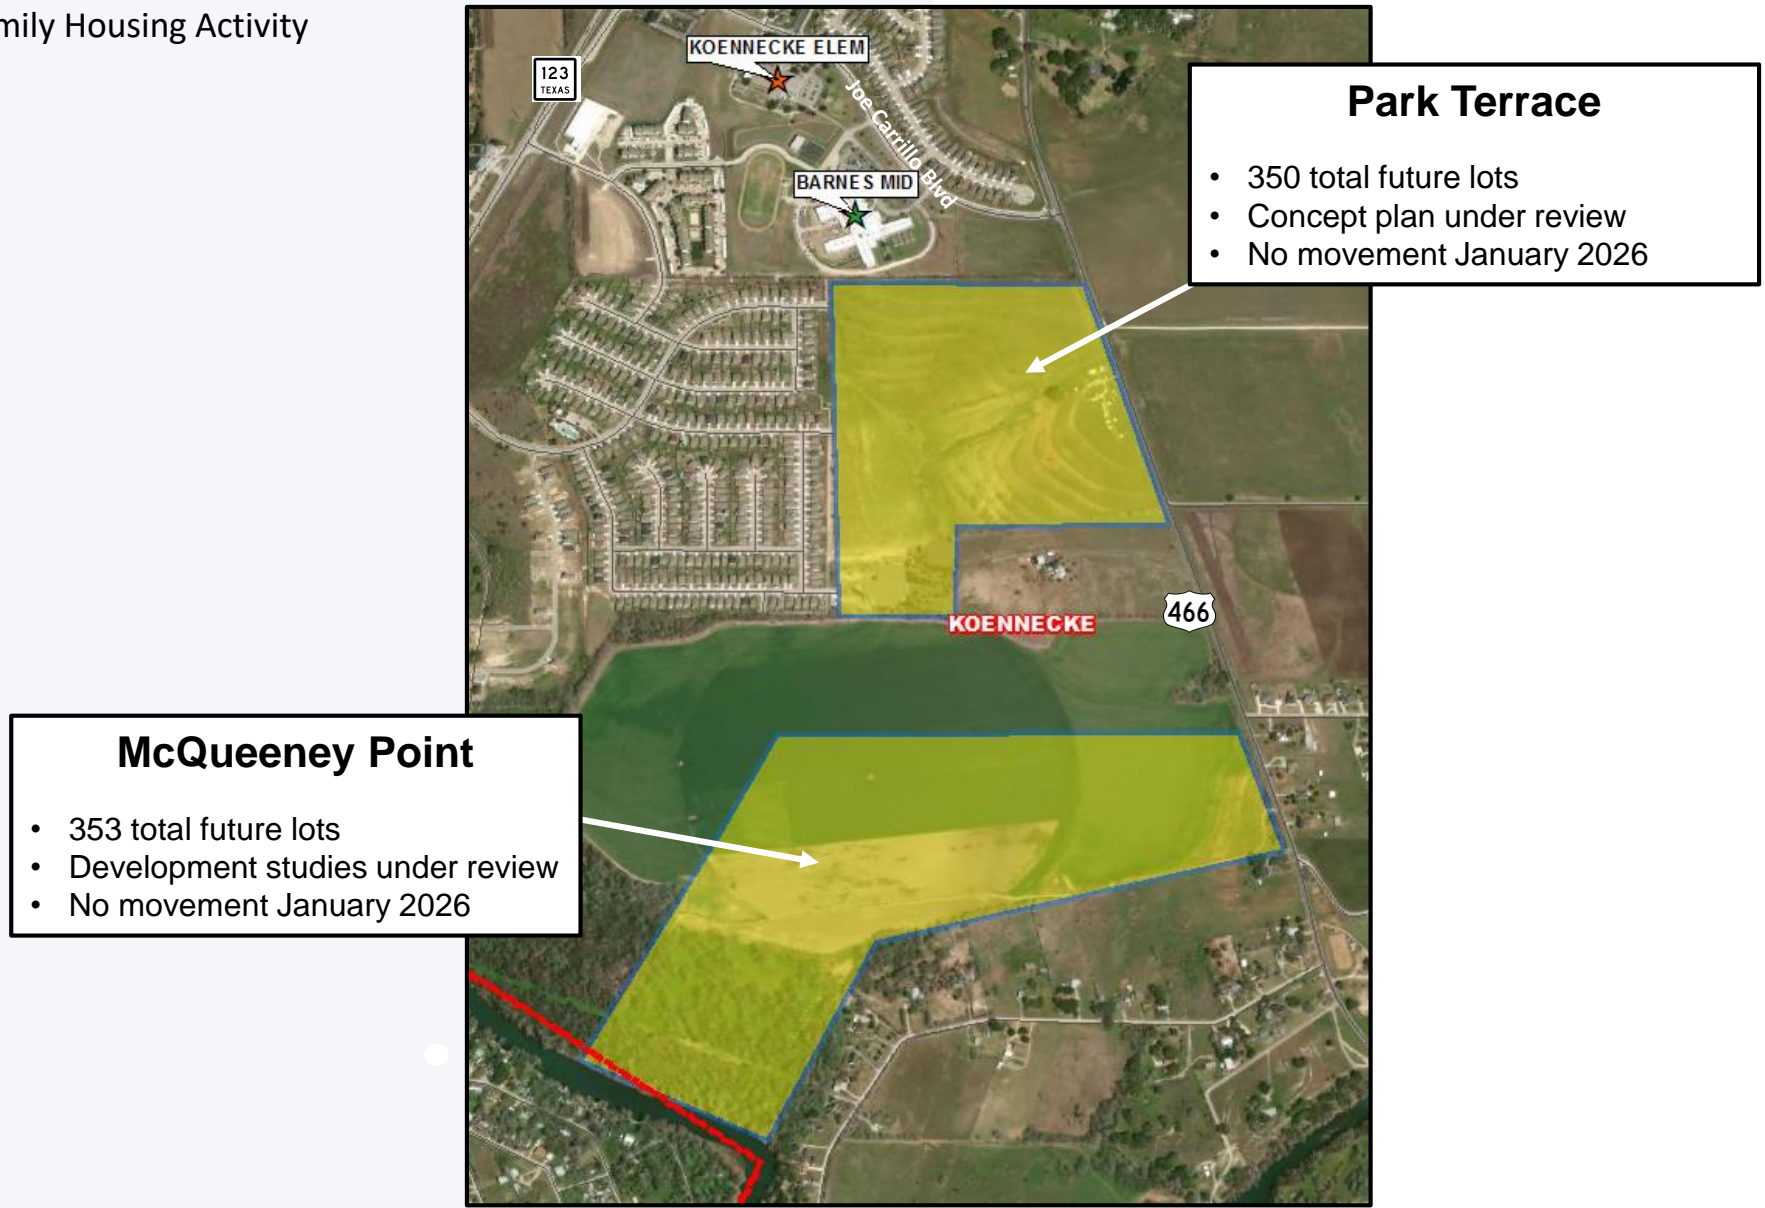 mily Housing Activity
123
TEXAS
KOENNECKE ELEM
Joe Carrillo Blvd
BARNES MID
Park Terrace
• 350 total future lots
• Concept plan under review
• No movement January 2026
KOENNECKE
466
McQueeney Point
• 353 total future lots
• Development studies under review
• No movement January 2026